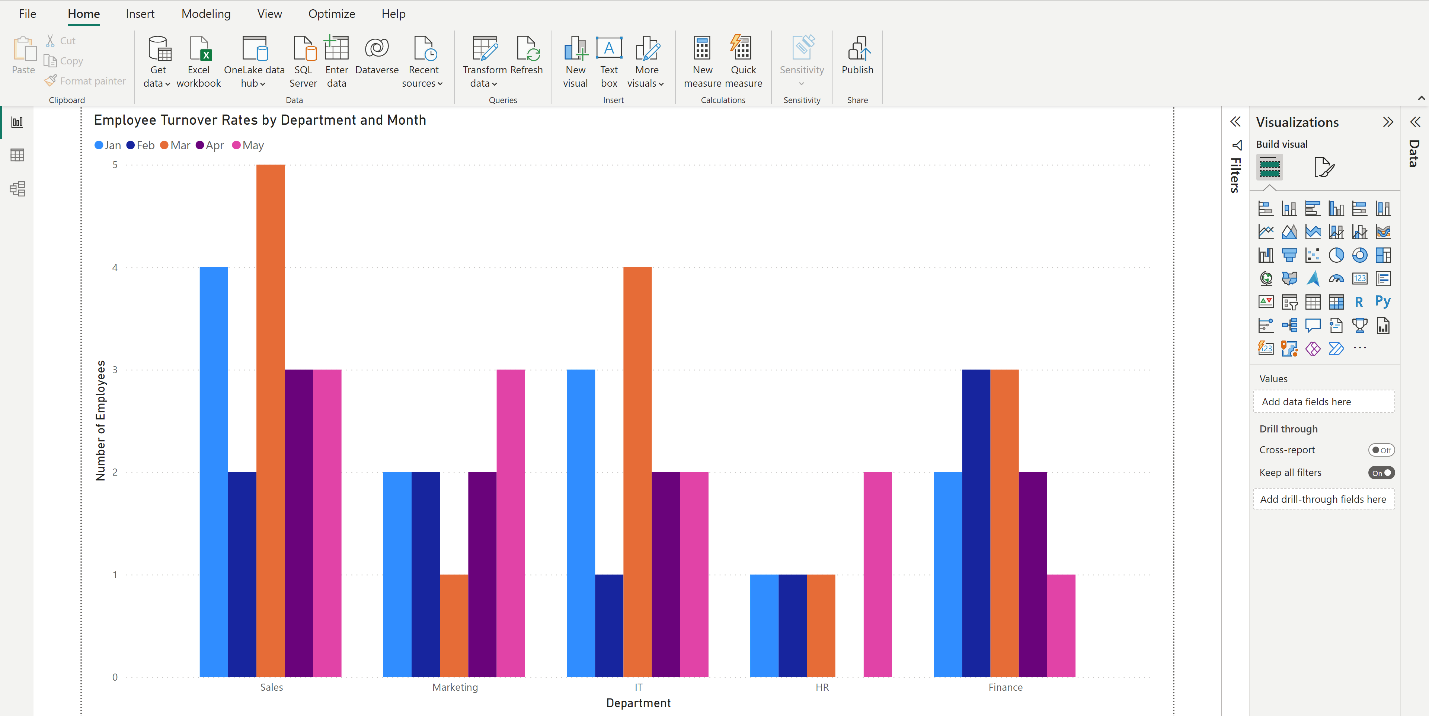 File Home Insert Modeling View Optimize Help
Paste
Cut
Copy
Format painter
Clipboard
Get data
Excel workbook
OneLake data hub
SQL Server
Enter data
Dataverse
Recent sources
Data
Transform data
Refresh
Queries
New visual
Text box
More visuals
Insert
New measure
Quick measure
Calculations
Sensitivity
Sensitivity
Publish
Share
Employee Turnover Rates by Department and Month
Jan Feb Mar Apr May
5
4
3
2
1
0
Number of Employees
Sales Marketing IT HR Finance
Department
Filters
Visualizations
Build visual
123
R Py
123
Values
Add data fields here
Drill through
Cross-report Off
Keep all filters On
Add drill-through fields here
Data